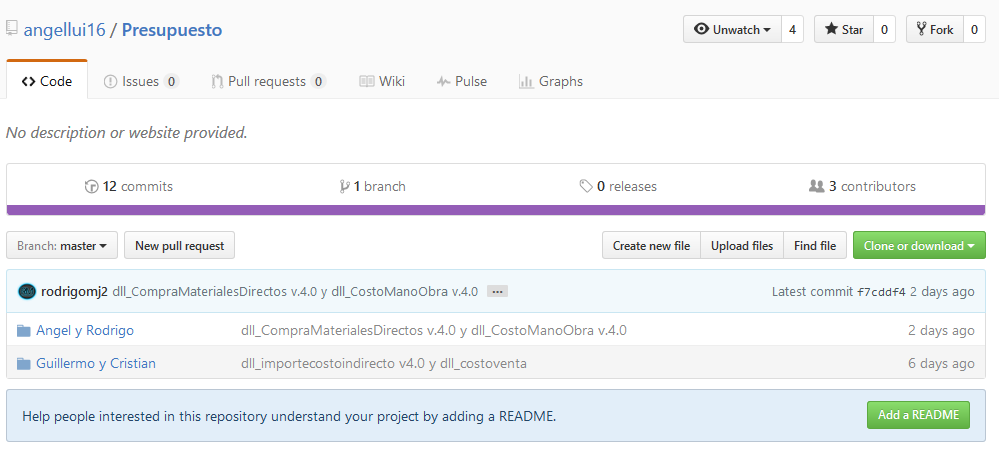 angellui16 / Presupuesto Unwatch 4 Star 0 Fork 0
Code Issues 0 Pull requests 0 Wiki Pulse Graphs
No description or website provided.
12 commits 1 branch 0 releases 3 contributors
Branch: master New pull request Create new file Upload files Find file Clone or download
rodrigomj2 dll_CompraMaterialesDirectos v.4.0 y dll_CostoManoObra v.4.0 ... Latest commit f7cddf4 2 days ago
Angel y Rodrigo dll_CompraMaterialesDirectos v.4.0 y dll_CostoManoObra v.4.0 2 days ago
Guillermo y Cristian dll_importecostoindirecto v4.0 y dll_costoventa 6 days ago
Help people interested in this repository understand your project by adding a README. Add a README